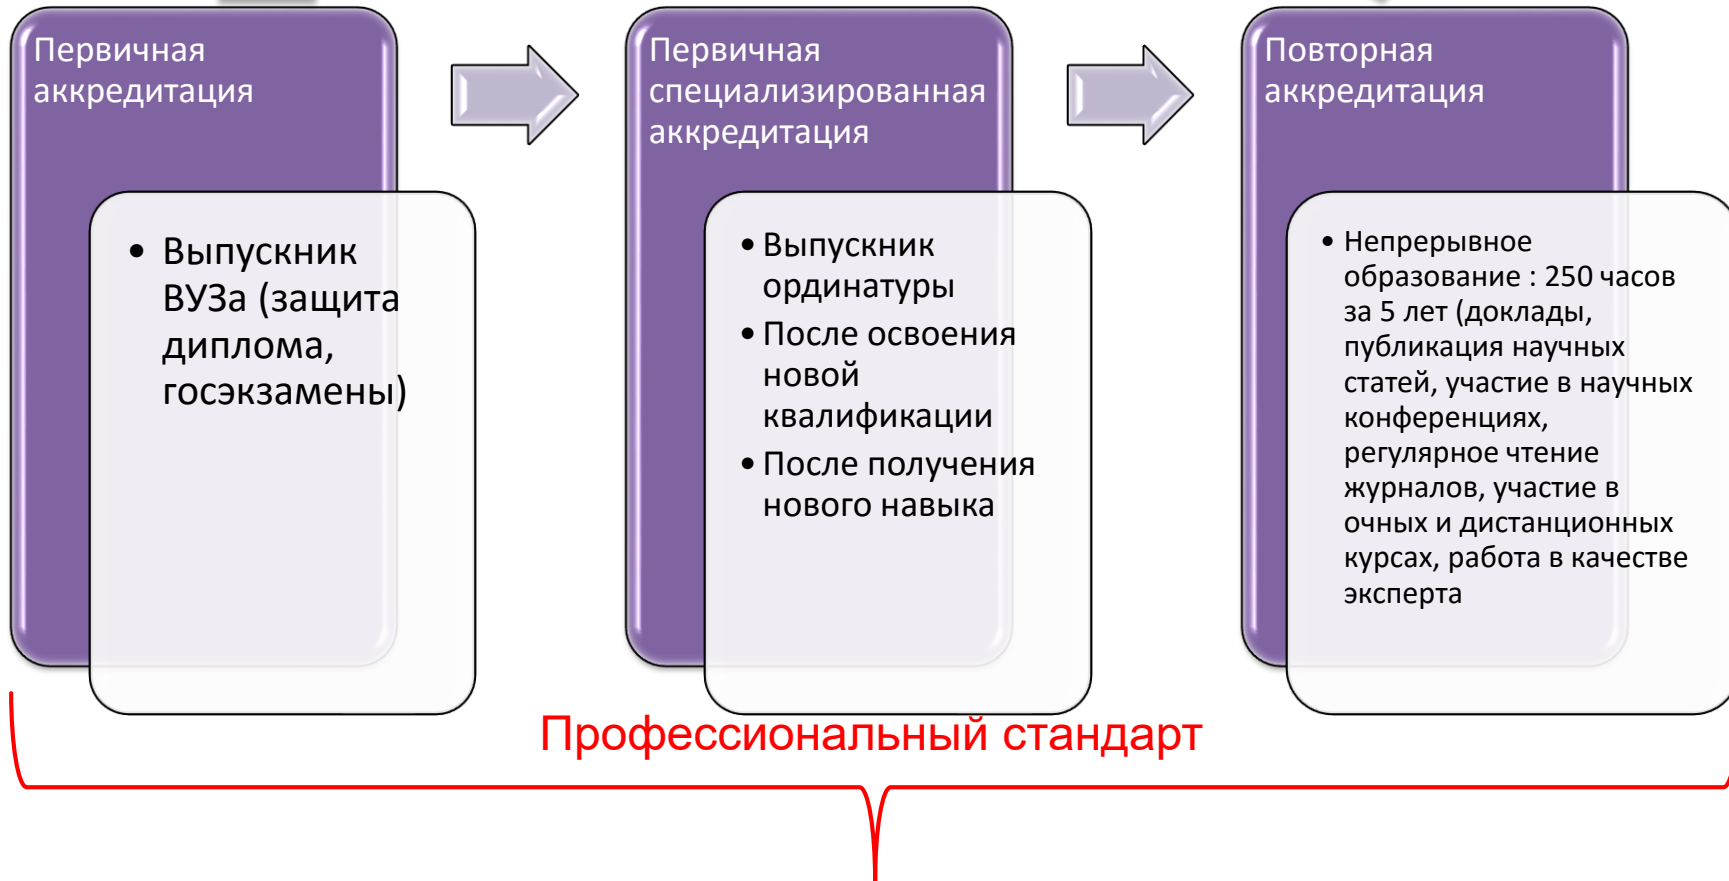 Первичная
аккредитация
• Выпускник
ВУЗа (защита
диплома,
госэкзамены)
Первичная
специализированная
аккредитация
• Выпускник
ординатуры
• После освоения
новой
квалификации
• После получения
нового навыка
Повторная
аккредитация
• Непрерывное
образование : 250 часов
за 5 лет (доклады,
публикация научных
статей, участие в научных
конференциях,
регулярное чтение
журналов, участие в
очных и дистанционных
курсах, работа в качестве
эксперта
Профессиональный стандарт